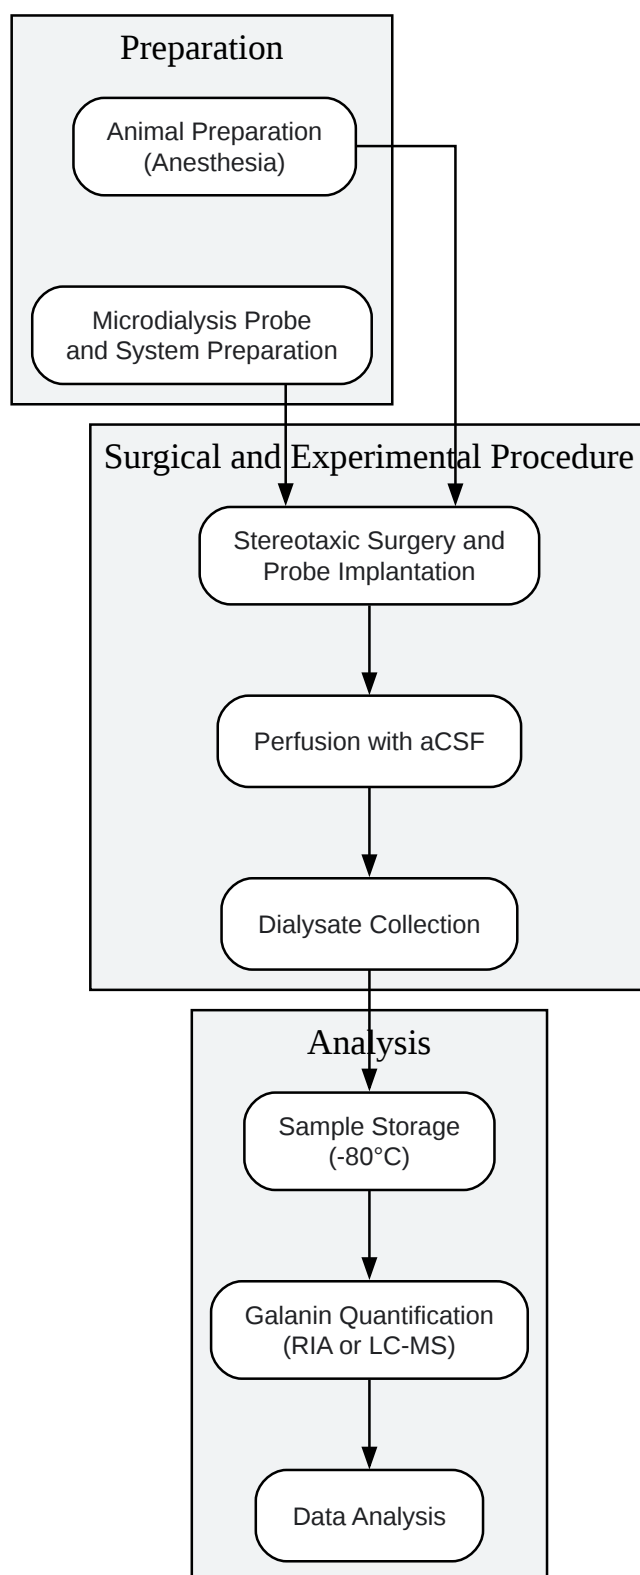 Preparation
Animal Preparation
(Anesthesia)
Microdialysis Probe
and System Preparation
Surgical and Experimental Procedure
Stereotaxic Surgery and
Probe Implantation
Perfusion with aCSF
Dialysate Collection
Analysis
Sample Storage
(-80°C)
Galanin Quantification
(RIA or LC-MS)
Data Analysis